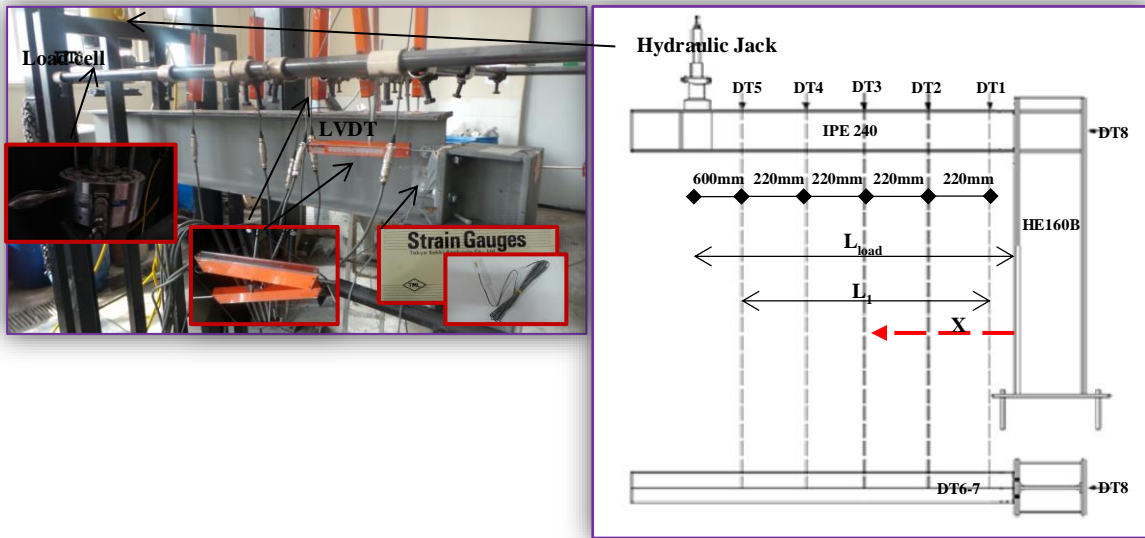 Hydraulic Jack
Load cell
LVDT
Strain Gauges
TML
DT5 DT4 DT3 DT2 DT1
IPE 240
DT8
600mm 220mm 220mm 220mm 220mm
HE160B
Lload
L1
X
DT6-7
DT8